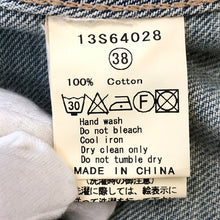 13S64028
38
100% Cotton
30 F
Hand wash
Do not bleach
Cool iron
Dry clean only
Do not tumble dry
MADE IN CHINA